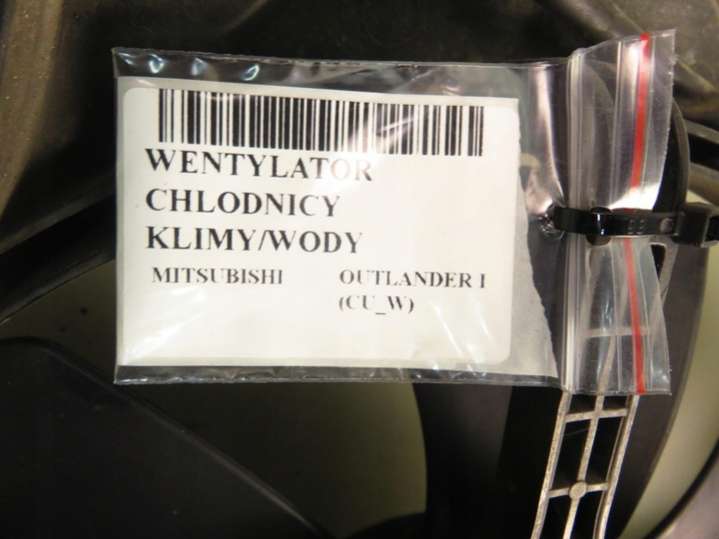 WENTYLATOR
CHLODNICY
KLIMY/WODY
MITSUBISHI OUTLANDER I
(CU_W)